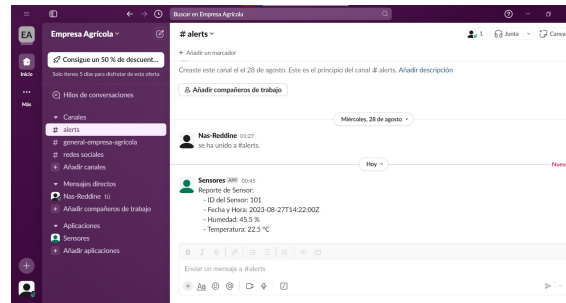 Buscar en Empresa Agrícola
EA
Inicio
Más
Empresa Agrícola
Consigue un 50 % de descuent...
Solo tienes 5 días para disfrutar de esta oferta
Hilos de conversaciones
Canales
# alerts
# general-empresa-agrícola
# redes sociales
+ Añadir canales
Mensajes directos
Nas-Reddine tú
+ Añadir compañeros de trabajo
Aplicaciones
Sensores
+ Añadir aplicaciones
# alerts
1
Junta
Canva
+ Añadir un marcador
Creaste este canal el el 28 de agosto. Este es el principio del canal # alerts. Añadir descripción
Añadir compañeros de trabajo
Miércoles, 28 de agosto
Nas-Reddine 01:27
se ha unido a #alerts.
Hoy
Nuev
Sensores APP 00:45
Reporte de Sensor:
- ID del Sensor: 101
- Fecha y Hora: 2023-08-27T14:22:00Z
- Humedad: 45.5 %
- Temperatura: 22.5 °C
B I S
Enviar un mensaje a #alerts
+ Aa @